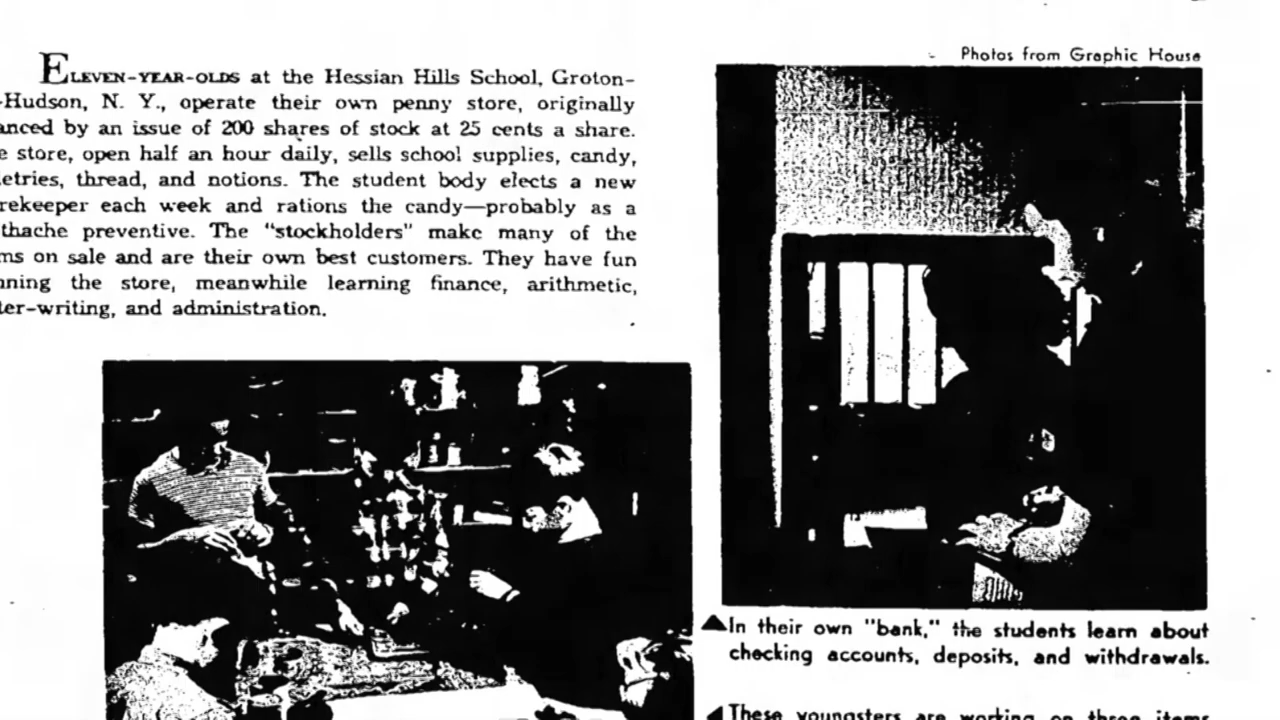 ELEVEN-YEAR-OLDS at the Hessian Hills School, Groton-
-Hudson, N. Y., operate their own penny store, originally
anced by an issue of 200 shares of stock at 25 cents a share.
e store, open half an hour daily, sells school supplies, candy,
etries, thread, and notions. The student body elects a new
rekeeper each week and rations the candy—probably as a
thache preventive. The "stockholders" make many of the
ms on sale and are their own best customers. They have fun
nning the store, meanwhile learning finance, arithmetic,
ter-writing, and administration.
Photos from Graphic House
In their own "bank," the students learn about
checking accounts, deposits, and withdrawals.
These youngsters are working on three items